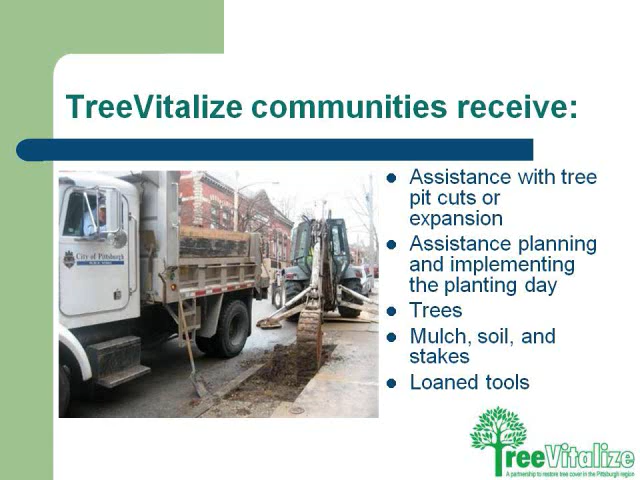 TreeVitalize communities receive:
Assistance with tree
pit cuts or
expansion
Assistance planning
and implementing
the planting day
Trees
Mulch, soil, and
stakes
Loaned tools
City of Pittsburgh
TreeVitalize
A partnership to restore tree cover in the Pittsburgh region